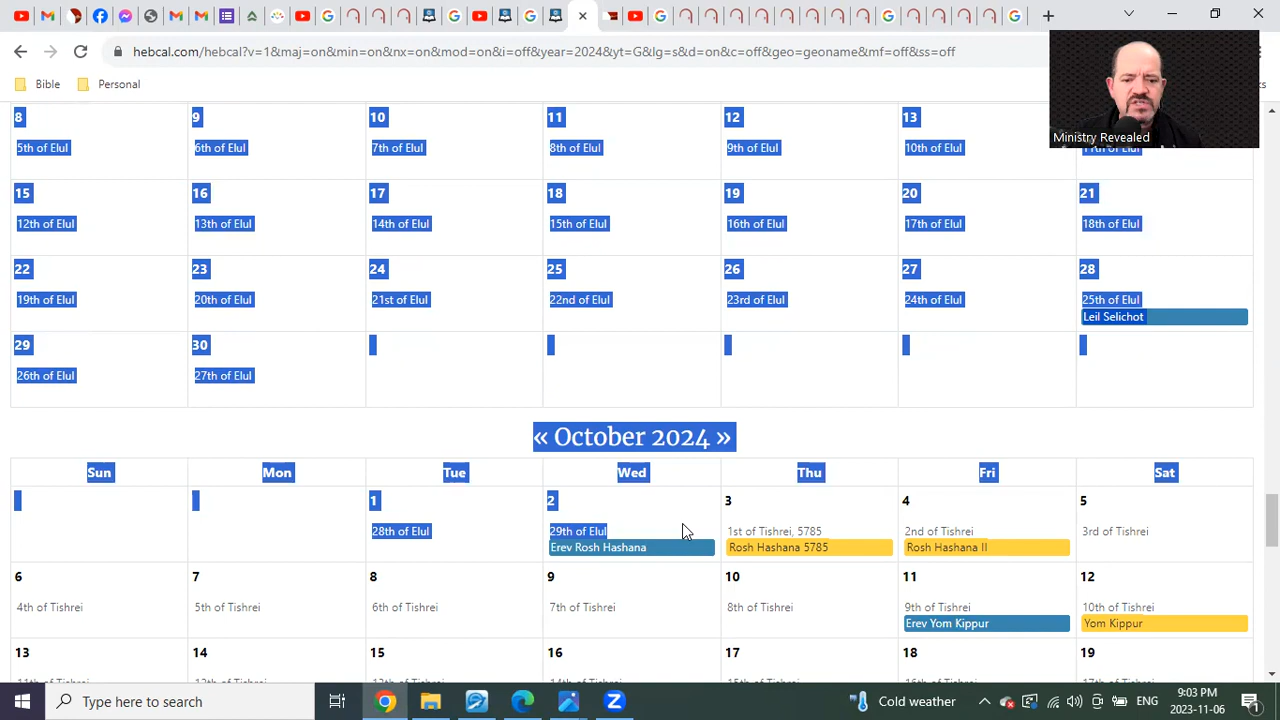 hebcal.com/hebcal?v=1&maj=on&min=on&nx=on&mod=on&i=off&year=2024&yt=G&lg=s&d=on&c=off&geo=geoname&mf=off&ss=off
Bible
Personal
Ministry Revealed
8 9 10 11 12 13
5th of Elul 6th of Elul 7th of Elul 8th of Elul 9th of Elul 10th of Elul 11th of Elul
15 16 17 18 19 20 21
12th of Elul 13th of Elul 14th of Elul 15th of Elul 16th of Elul 17th of Elul 18th of Elul
22 23 24 25 26 27 28
19th of Elul 20th of Elul 21st of Elul 22nd of Elul 23rd of Elul 24th of Elul 25th of Elul
Leil Selichot
29 30
26th of Elul 27th of Elul
« October 2024 »
Sun Mon Tue Wed Thu Fri Sat
1 2 3 4 5
28th of Elul 29th of Elul 1st of Tishrei, 5785 2nd of Tishrei 3rd of Tishrei
Erev Rosh Hashana Rosh Hashana 5785 Rosh Hashana II
6 7 8 9 10 11 12
4th of Tishrei 5th of Tishrei 6th of Tishrei 7th of Tishrei 8th of Tishrei 9th of Tishrei 10th of Tishrei
Erev Yom Kippur Yom Kippur
13 14 15 16 17 18 19
Type here to search
Cold weather
ENG
9:03 PM
2023-11-06
1